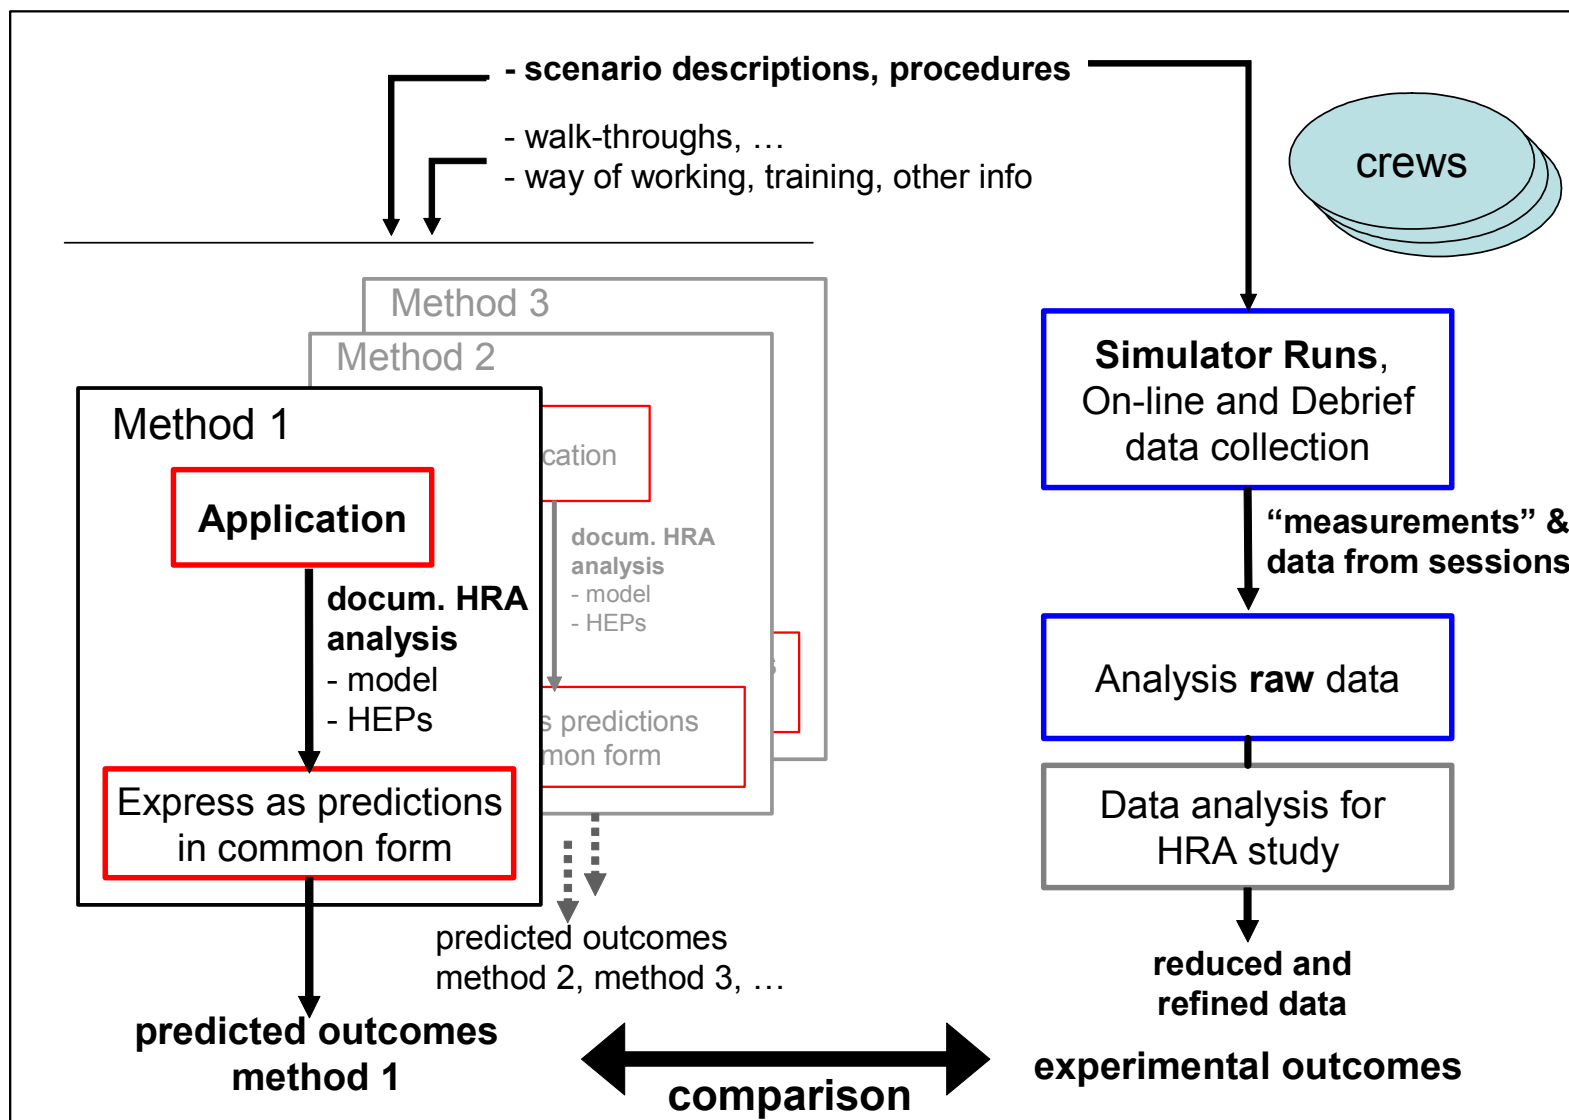 - scenario descriptions, procedures
- walk-throughs, …
- way of working, training, other info
crews
Method 3
Method 2
Method 1
Application
docum. HRA
analysis
- model
- HEPs
Express as predictions
in common form
predicted outcomes
method 1
cation
docum. HRA
analysis
- model
- HEPs
s predictions
mon form
s
predicted outcomes
method 2, method 3, …
Simulator Runs,
On-line and Debrief
data collection
“measurements” &
data from sessions
Analysis raw data
Data analysis for
HRA study
reduced and
refined data
experimental outcomes
comparison